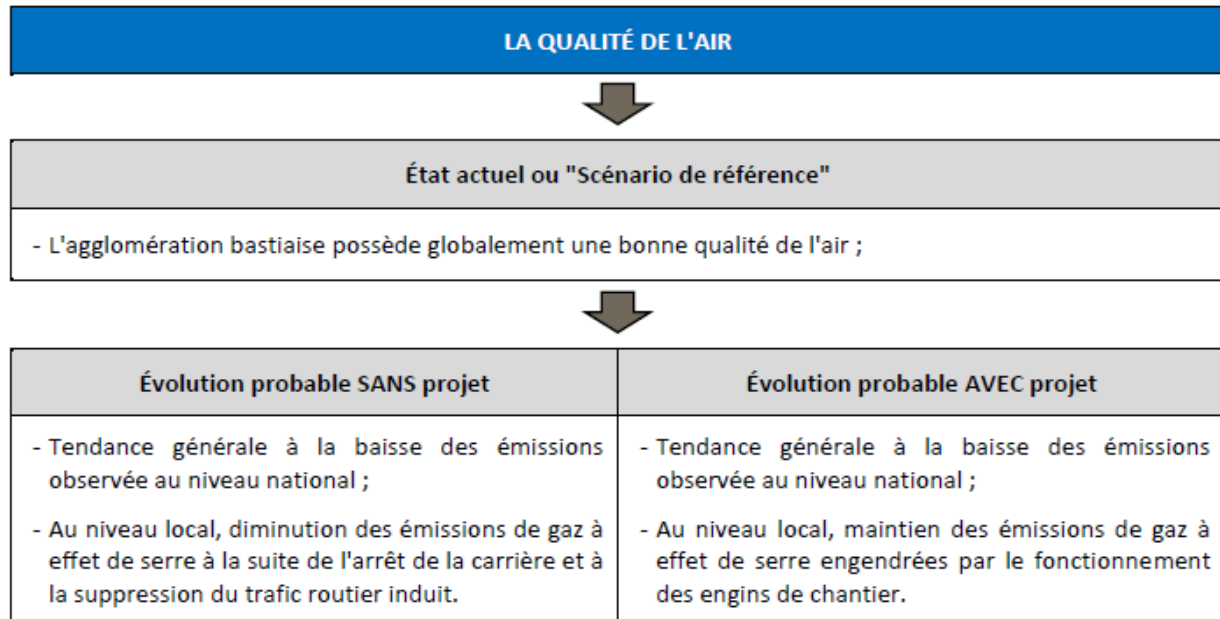 LA QUALITÉ DE L'AIR
État actuel ou "Scénario de référence"
- L'agglomération bastiaise possède globalement une bonne qualité de l'air ;
Évolution probable SANS projet
- Tendance générale à la baisse des émissions
observée au niveau national ;
- Au niveau local, diminution des émissions de gaz à
effet de serre à la suite de l'arrêt de la carrière et à
la suppression du trafic routier induit.
Évolution probable AVEC projet
- Tendance générale à la baisse des émissions
observée au niveau national ;
- Au niveau local, maintien des émissions de gaz à
effet de serre engendrées par le fonctionnement
des engins de chantier.